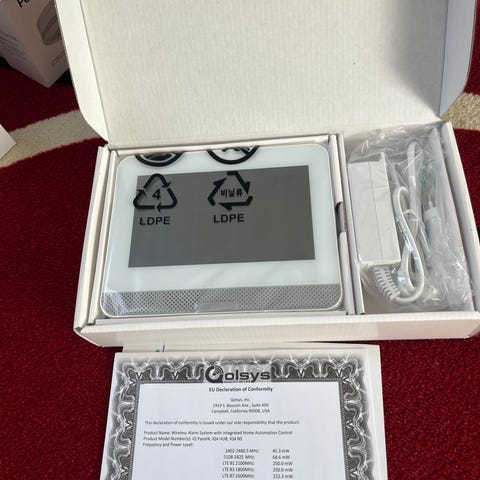 4
비닐류
LDPE
LDPE
Qolsys
EU Declaration of Conformity
Qolsys, Inc.
1919 S. Bascom Ave., Suite 600
Campbell, California 95008, USA
This declaration of conformity is issued under our sole responsibility that the product:
Product Name: Wireless Alarm System with Integrated Home Automation Control
Product Model Number(s): IQ Panel4, IQ4 HUB, IQ4 NS
Frequency and Power Level:
2402-2480.5 MHz: 45.3 mW
5108-5825 MHz: 68.6 mW
LTE B1 2100MHz: 250.0 mW
LTE B3 1800MHz: 250.0 mW
LTE B7 2600MHz: 232.3 mW